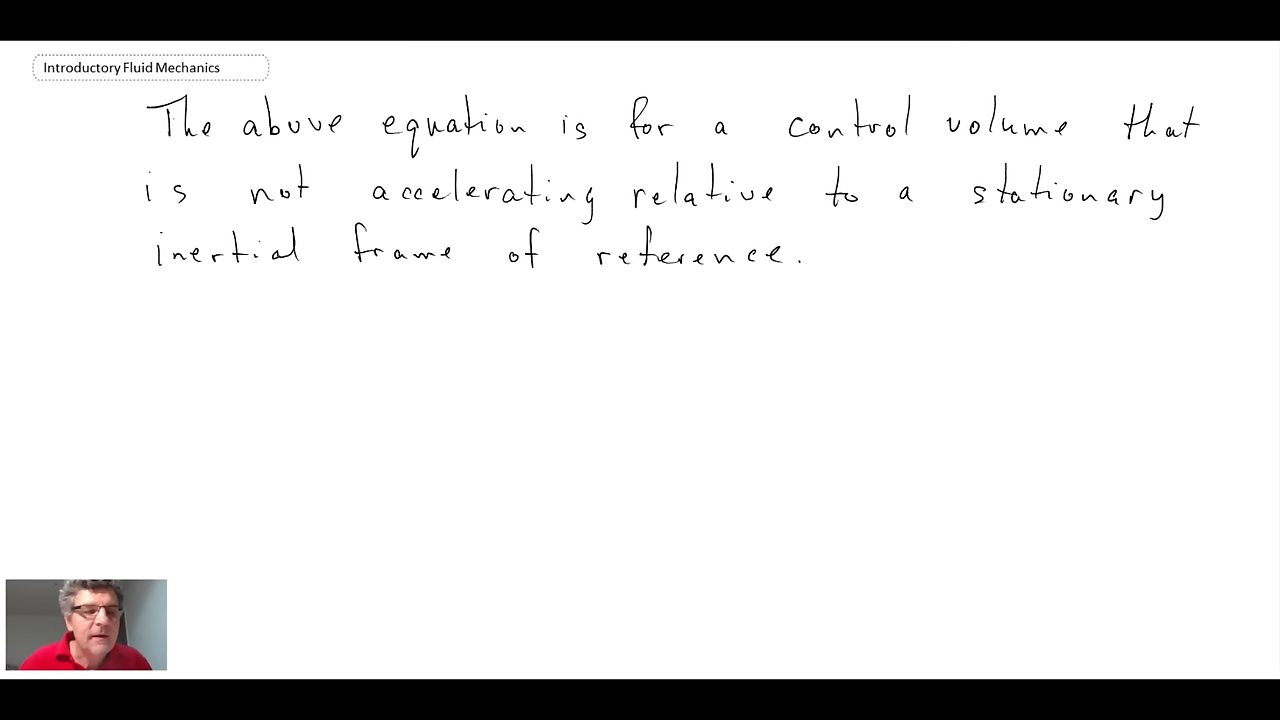 Introductory Fluid Mechanics
The above equation is for a control volume that
is not accelerating relative to a stationary
inertial frame of reference.